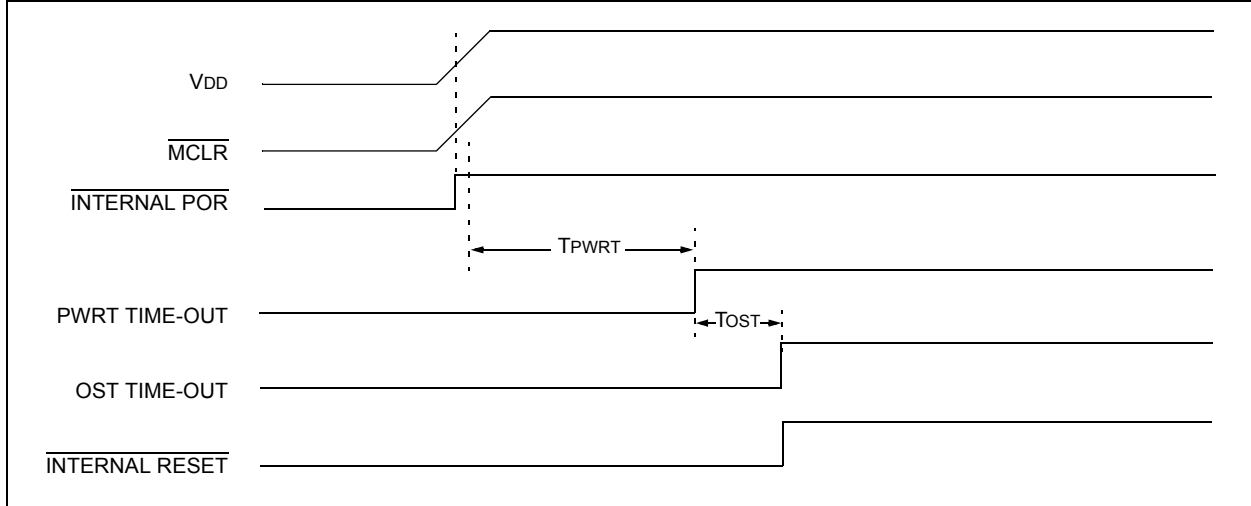 VDD
MCLR
INTERNAL POR
TPWRT
PWRT TIME-OUT
TOST
OST TIME-OUT
INTERNAL RESET